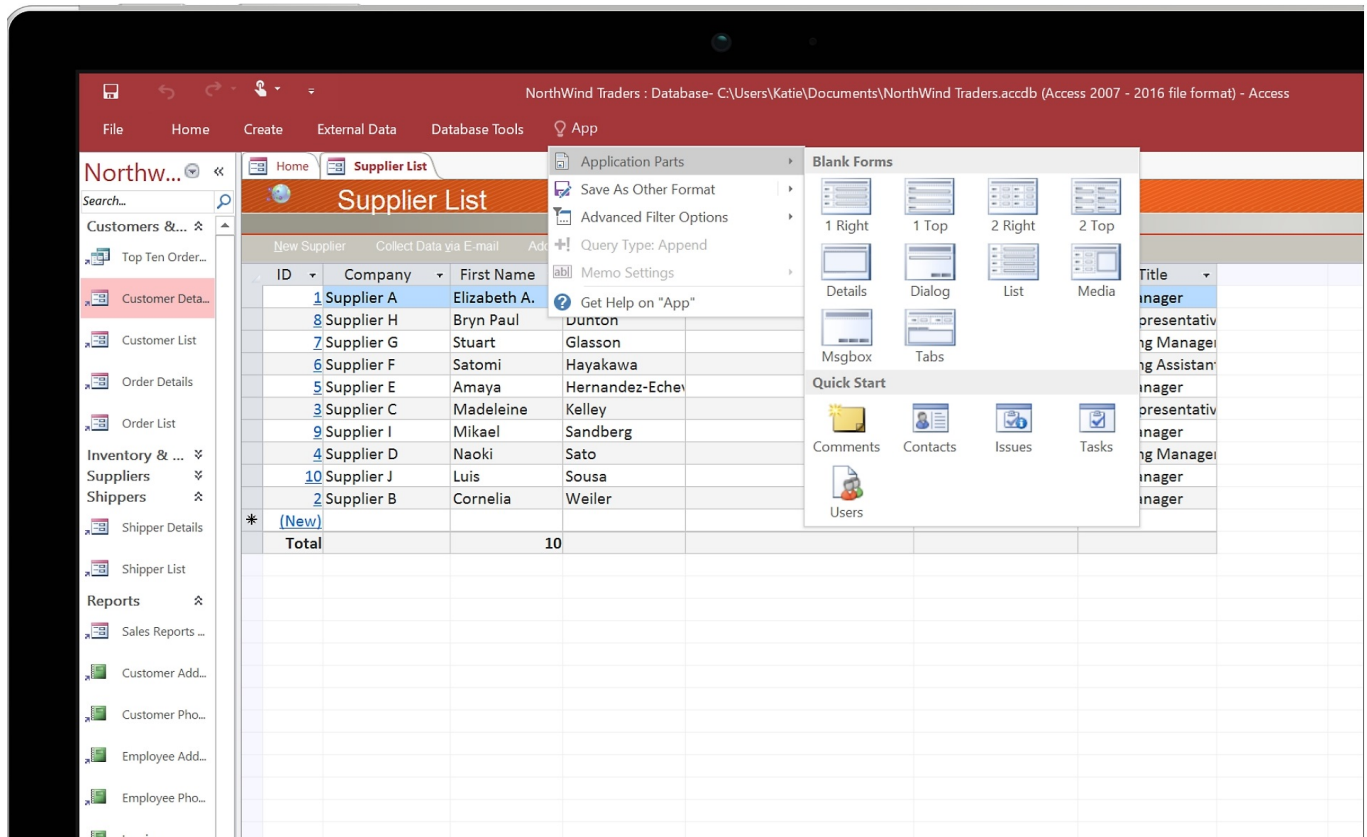 NorthWind Traders : Database- C:\Users\Katie\Documents\NorthWind Traders.accdb (Access 2007 - 2016 file format) - Access
File Home Create External Data Database Tools App
Northw...
Search...
Customers &...
Top Ten Order...
Customer Deta...
Customer List
Order Details
Order List
Inventory & ...
Suppliers
Shippers
Shipper Details
Shipper List
Reports
Sales Reports ...
Customer Add...
Customer Pho...
Employee Add...
Employee Pho...
Home Supplier List
Supplier List
New Supplier Collect Data via E-mail
ID Company First Name Title
1 Supplier A Elizabeth A. anager
8 Supplier H Bryn Paul Dunton presentativ
7 Supplier G Stuart Glasson ng Manager
6 Supplier F Satomi Hayakawa ng Assistant
5 Supplier E Amaya Hernandez-Echev anager
3 Supplier C Madeleine Kelley presentativ
9 Supplier I Mikael Sandberg anager
4 Supplier D Naoki Sato ng Manager
10 Supplier J Luis Sousa anager
2 Supplier B Cornelia Weiler anager
(New)
Total 10
Application Parts
Save As Other Format
Advanced Filter Options
Query Type: Append
Memo Settings
Get Help on "App"
Blank Forms
1 Right 1 Top 2 Right 2 Top
Details Dialog List Media
Msgbox Tabs
Quick Start
Comments Contacts Issues Tasks
Users